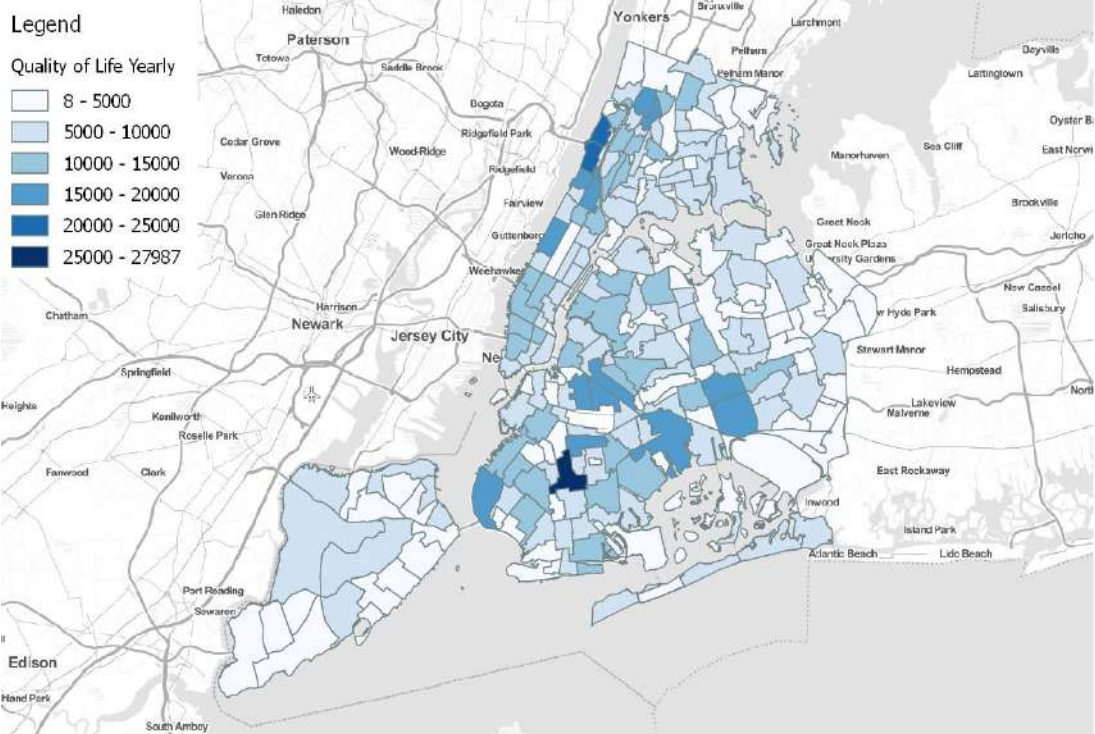 Legend
Quality of Life Yearly
8 - 5000
5000 - 10000
10000 - 15000
15000 - 20000
20000 - 25000
25000 - 27987
Haledon
Paterson
Totowa
Saddle Brook
Yonkers
Bronxville
Larchmont
Pelham
Pelham Manor
Bayville
Lattingtown
Bogota
Ridgefield Park
Cedar Grove
Wood-Ridge
Oyster B
Sea Cliff
East Norwi
Manorhaven
Verona
Ridgefield
Glen Ridge
Fairview
Brookville
Guttenberg
Great Neck
Jericho
Great Neck Plaza
University Gardens
Weehawken
New Cassel
Salisbury
Harrison
Chatham
Newark
Jersey City
w Hyde Park
Ne
Stewart Manor
Springfield
Hempstead
North
Heights
Kenilworth
Lakeview
Malverne
Roselle Park
Fanwood
Clark
East Rockaway
Inwood
Island Park
Atlantic Beach
Lido Beach
Port Reading
Sewaren
Edison
hland Park
South Amboy